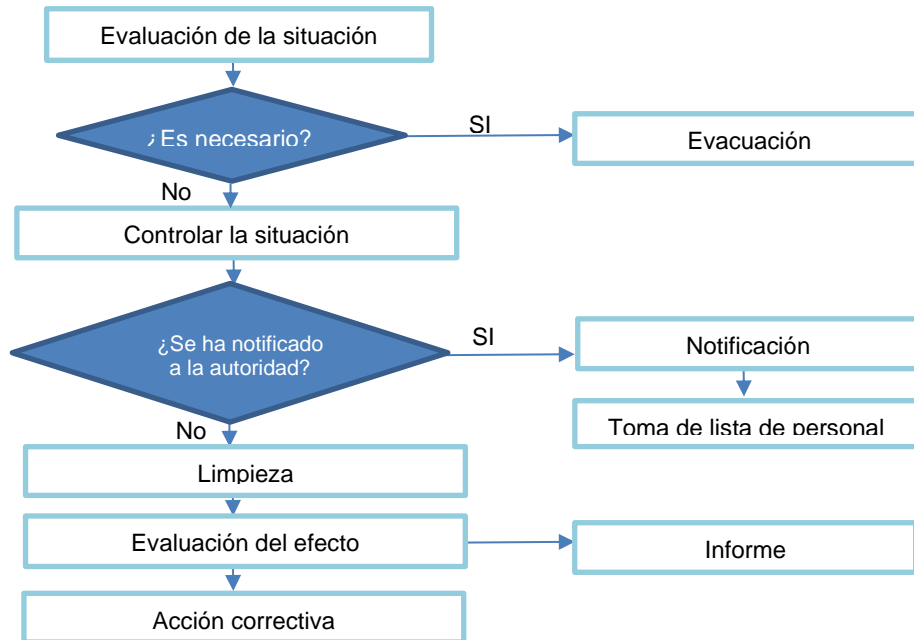 Evaluación de la situación
¿Es necesario?
SI
Evacuación
No
Controlar la situación
¿Se ha notificado
a la autoridad?
SI
Notificación
Toma de lista de personal
No
Limpieza
Evaluación del efecto
Informe
Acción correctiva